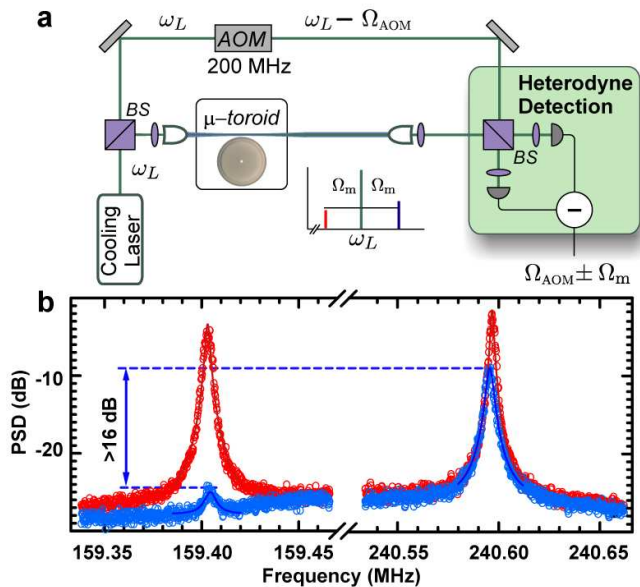 a
ω_L
AOM
ω_L − Ω_AOM
200 MHz
Heterodyne
Detection
BS
μ-toroid
BS
ω_L
Ω_m
Ω_m
−
Cooling
Laser
ω_L
Ω_AOM ± Ω_m
b
PSD (dB)
-10
-20
>16 dB
159.35
159.40
159.45
240.55
240.60
240.65
Frequency (MHz)